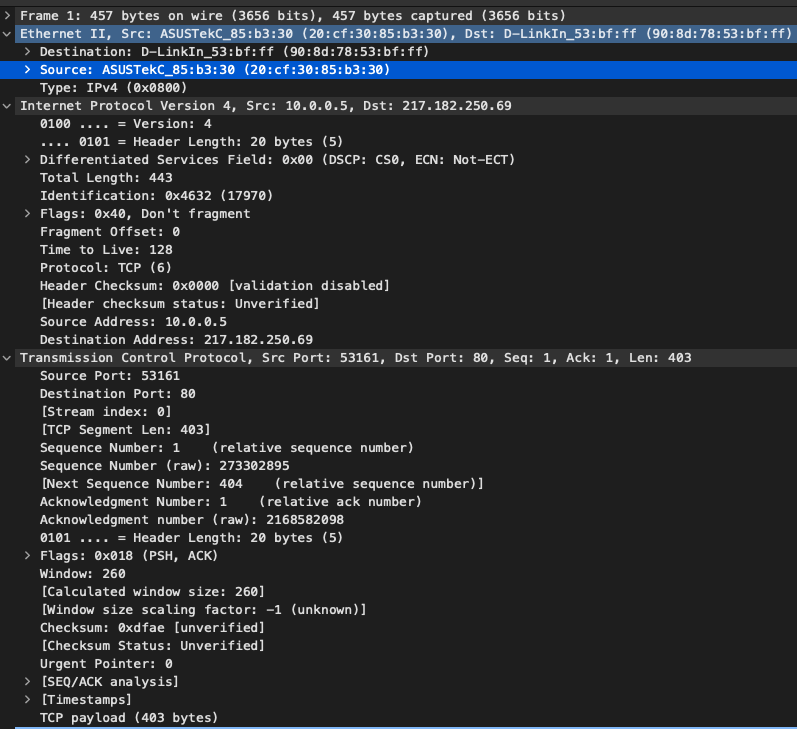 Frame 1: 457 bytes on wire (3656 bits), 457 bytes captured (3656 bits)
Ethernet II, Src: ASUSTekC_85:b3:30 (20:cf:30:85:b3:30), Dst: D-LinkIn_53:bf:ff (90:8d:78:53:bf:ff)
Destination: D-LinkIn_53:bf:ff (90:8d:78:53:bf:ff)
Source: ASUSTekC_85:b3:30 (20:cf:30:85:b3:30)
Type: IPv4 (0x0800)
Internet Protocol Version 4, Src: 10.0.0.5, Dst: 217.182.250.69
0100 .... = Version: 4
.... 0101 = Header Length: 20 bytes (5)
Differentiated Services Field: 0x00 (DSCP: CS0, ECN: Not-ECT)
Total Length: 443
Identification: 0x4632 (17970)
Flags: 0x40, Don't fragment
Fragment Offset: 0
Time to Live: 128
Protocol: TCP (6)
Header Checksum: 0x0000 [validation disabled]
[Header checksum status: Unverified]
Source Address: 10.0.0.5
Destination Address: 217.182.250.69
Transmission Control Protocol, Src Port: 53161, Dst Port: 80, Seq: 1, Ack: 1, Len: 403
Source Port: 53161
Destination Port: 80
[Stream index: 0]
[TCP Segment Len: 403]
Sequence Number: 1    (relative sequence number)
Sequence Number (raw): 273302895
[Next Sequence Number: 404    (relative sequence number)]
Acknowledgment Number: 1    (relative ack number)
Acknowledgment number (raw): 2168582098
0101 .... = Header Length: 20 bytes (5)
Flags: 0x018 (PSH, ACK)
Window: 260
[Calculated window size: 260]
[Window size scaling factor: -1 (unknown)]
Checksum: 0xdfae [unverified]
[Checksum Status: Unverified]
Urgent Pointer: 0
[SEQ/ACK analysis]
[Timestamps]
TCP payload (403 bytes)